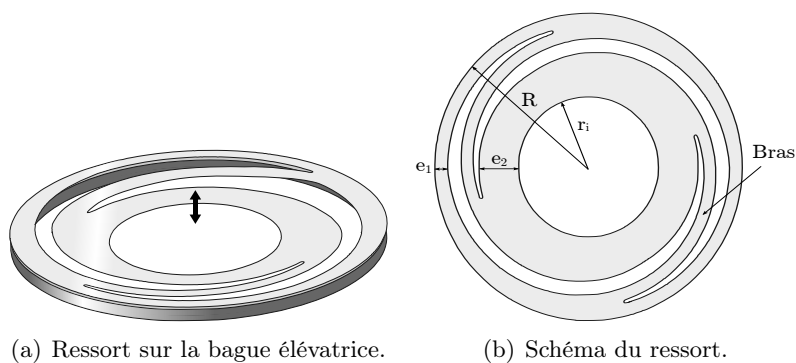 R
rᵢ
e₁
e₂
Bras
(a) Ressort sur la bague élévatrice.
(b) Schéma du ressort.